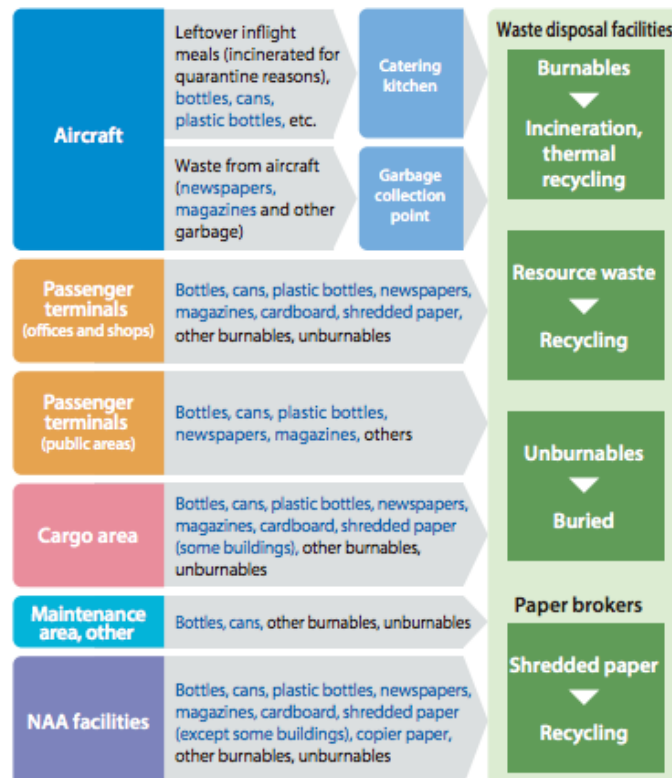 Aircraft
Leftover inflight
meals (incinerated for
quarantine reasons),
bottles, cans,
plastic bottles, etc.
Catering
kitchen
Waste from aircraft
(newspapers,
magazines and other
garbage)
Garbage
collection
point
Passenger
terminals
(offices and shops)
Bottles, cans, plastic bottles, newspapers,
magazines, cardboard, shredded paper,
other burnables, unburnables
Passenger
terminals
(public areas)
Bottles, cans, plastic bottles,
newspapers, magazines, others
Cargo area
Bottles, cans, plastic bottles, newspapers,
magazines, cardboard, shredded paper
(some buildings), other burnables,
unburnables
Maintenance
area, other
Bottles, cans, other burnables, unburnables
NAA facilities
Bottles, cans, plastic bottles, newspapers,
magazines, cardboard, shredded paper
(except some buildings), copier paper,
other burnables, unburnables
Waste disposal facilities
Burnables
Incineration,
thermal
recycling
Resource waste
Recycling
Unburnables
Buried
Paper brokers
Shredded paper
Recycling